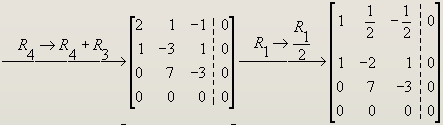 R₄ → R₄ + R₃
[2 1 -1 | 0]
[1 -3 1 | 0]
[0 7 -3 | 0]
[0 0 0 | 0]
R₁ → R₁/2
[1 1/2 -1/2 | 0]
[1 -2 1 | 0]
[0 7 -3 | 0]
[0 0 0 | 0]